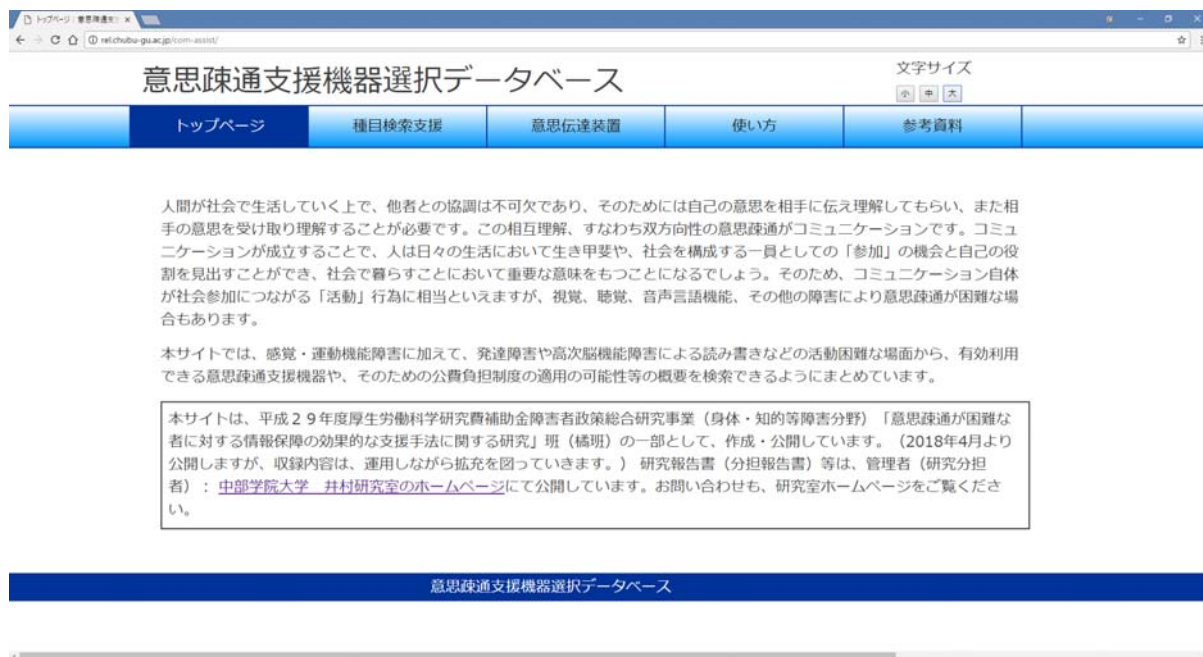 トップページ | 意思疎通支
rel.chubu-gu.ac.jp/com-assist/
意思疎通支援機器選択データベース
文字サイズ
小 中 大
トップページ 種目検索支援 意思伝達装置 使い方 参考資料
人間が社会で生活していく上で、他者との協調は不可欠であり、そのためには自己の意思を相手に伝え理解してもらい、また相
手の意思を受け取り理解することが必要です。この相互理解、すなわち双方向性の意思疎通がコミュニケーションです。コミュ
ニケーションが成立することで、人は日々の生活において生き甲斐や、社会を構成する一員としての「参加」の機会と自己の役
割を見出すことができ、社会で暮らすことにおいて重要な意味をもつことになるでしょう。そのため、コミュニケーション自体
が社会参加につながる「活動」行為に相当といえますが、視覚、聴覚、音声言語機能、その他の障害により意思疎通が困難な場
合もあります。
本サイトでは、感覚・運動機能障害に加えて、発達障害や高次脳機能障害による読み書きなどの活動困難な場面から、有効利用
できる意思疎通支援機器や、そのための公費負担制度の適用の可能性等の概要を検索できるようにまとめています。
本サイトは、平成２９年度厚生労働科学研究費補助金障害者政策総合研究事業（身体・知的等障害分野）「意思疎通が困難な
者に対する情報保障の効果的な支援手法に関する研究」班（橘班）の一部として、作成・公開しています。（2018年4月より
公開しますが、収録内容は、運用しながら拡充を図っていきます。） 研究報告書（分担報告書）等は、管理者（研究分担
者）： 中部学院大学　井村研究室のホームページにて公開しています。お問い合わせも、研究室ホームページをご覧くださ
い。
意思疎通支援機器選択データベース